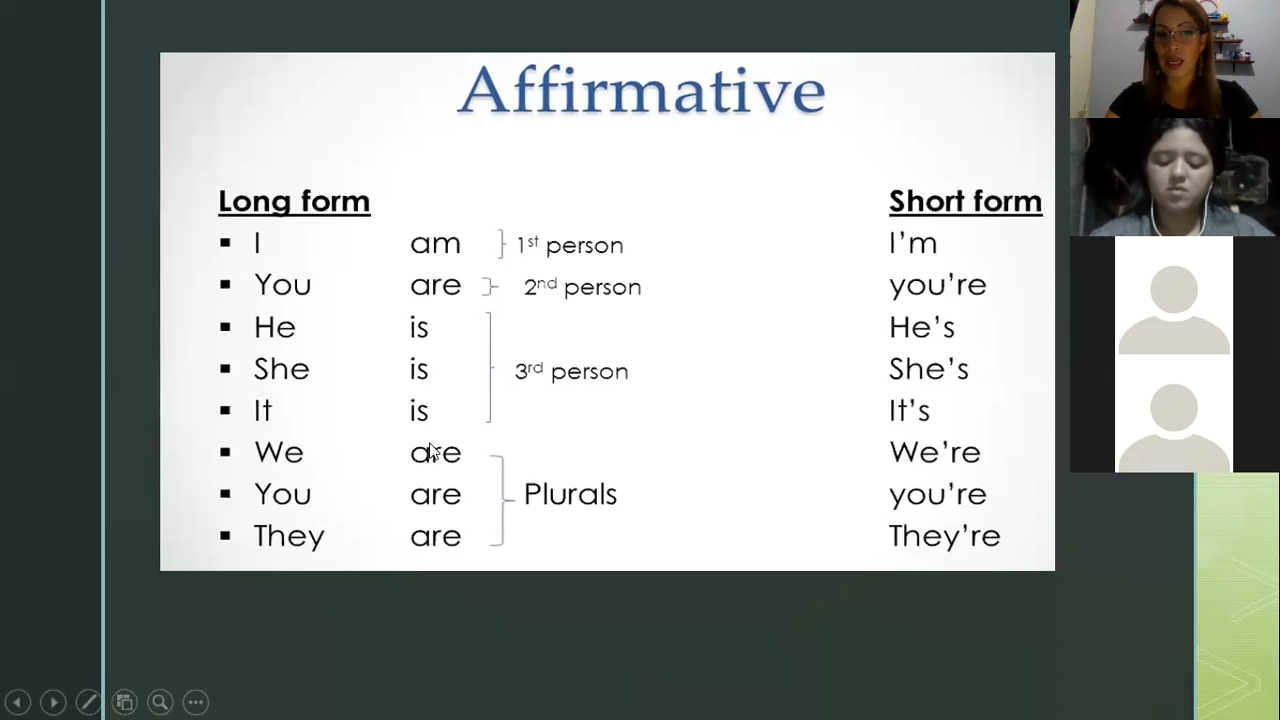 Affirmative
Long form Short form
▪ I am 1st person I'm
▪ You are 2nd person you're
▪ He is He's
▪ She is 3rd person She's
▪ It is It's
▪ We are We're
▪ You are Plurals you're
▪ They are They're